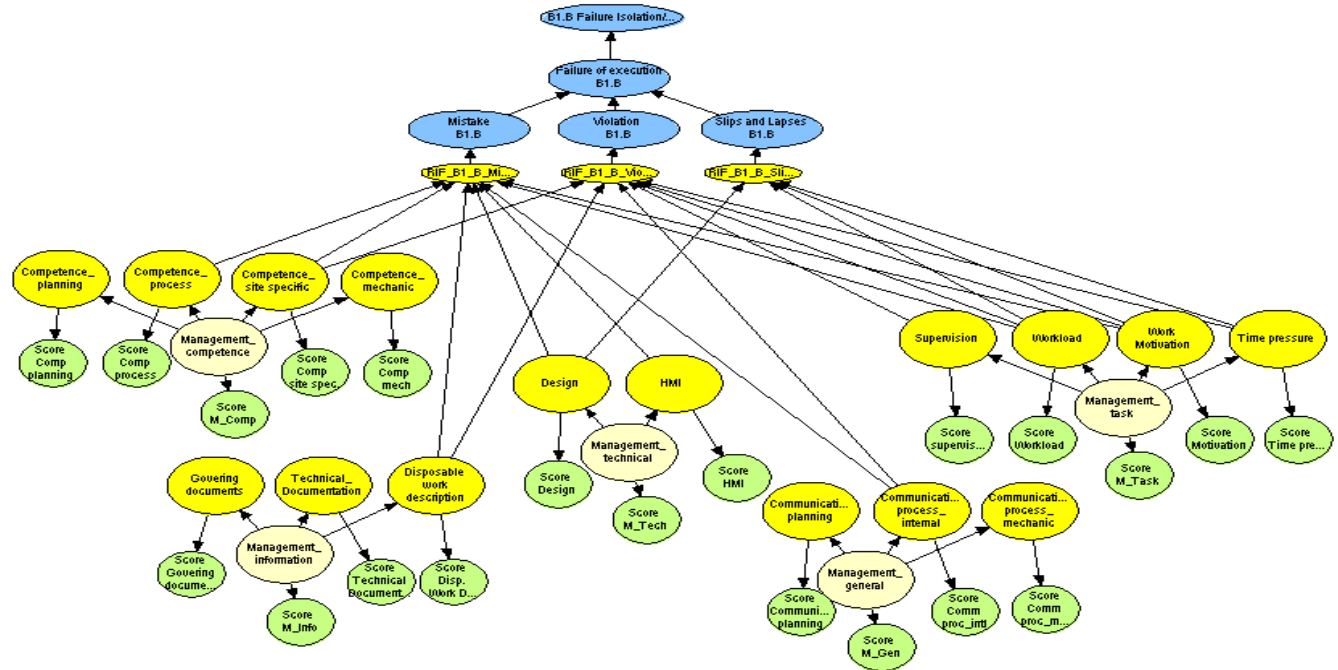 B1.B Failure Isolation/...
Failure of execution
B1.B
Mistake
B1.B
Violation
B1.B
Slips and Lapses
B1.B
RIF_B1_B_Mi...
RIF_B1_B_Vio...
RIF_B1_B_Sli...
Competence_
planning
Competence_
process
Competence_
site specific
Competence_
mechanic
Management_
competence
Score
Comp
planning
Score
Comp
process
Score
Comp
site spec.
Score
Comp
mech
Score
M_Comp
Supervision
Workload
Work
Motivation
Time pressure
Management_
task
Score
supervis...
Score
Workload
Score
Motivation
Score
Time pre...
Score
M_Task
Design
HMI
Management_
technical
Score
Design
Score
HMI
Score
M_Tech
Govering
documents
Technical_
Documentation
Disposable
work
description
Management_
information
Score
Govering
docume...
Score
Technical
Document...
Score
Disp.
Work D...
Score
M_Info
Communicati...
planning
Communicati...
process_
internal
Communicati...
process_
mechanic
Management_
general
Score
Communi...
planning
Score
Comm
proc_intl
Score
Comm
proc_m...
Score
M_Gen